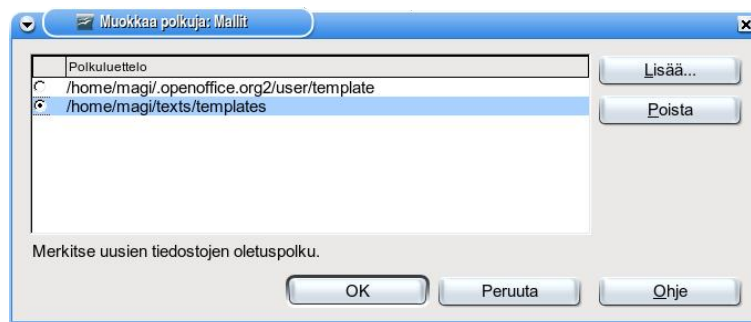 Muokkaa polkuja: Mallit
Polkuluettelo
/home/magi/.openoffice.org2/user/template
/home/magi/texts/templates
Lisää...
Poista
Merkitse uusien tiedostojen oletuspolku.
OK
Peruuta
Ohje